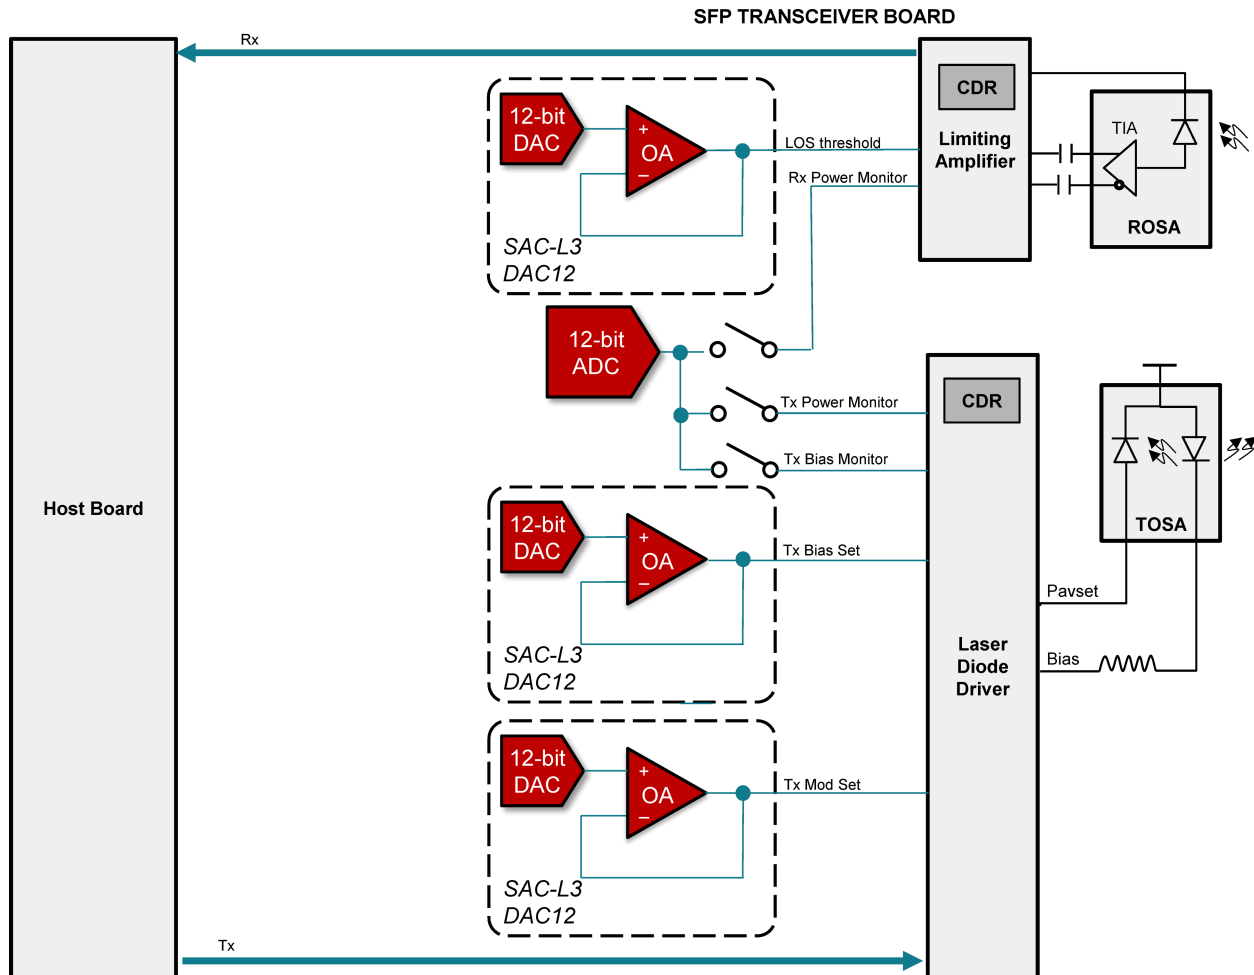 SFP TRANSCEIVER BOARD
Rx
12-bit
DAC
+
OA
–
SAC-L3
DAC12
LOS threshold
Rx Power Monitor
CDR
Limiting
Amplifier
TIA
ROSA
12-bit
ADC
Tx Power Monitor
Tx Bias Monitor
CDR
TOSA
Host Board
12-bit
DAC
+
OA
–
SAC-L3
DAC12
Tx Bias Set
Pavset
Bias
Laser
Diode
Driver
12-bit
DAC
+
OA
–
SAC-L3
DAC12
Tx Mod Set
Tx